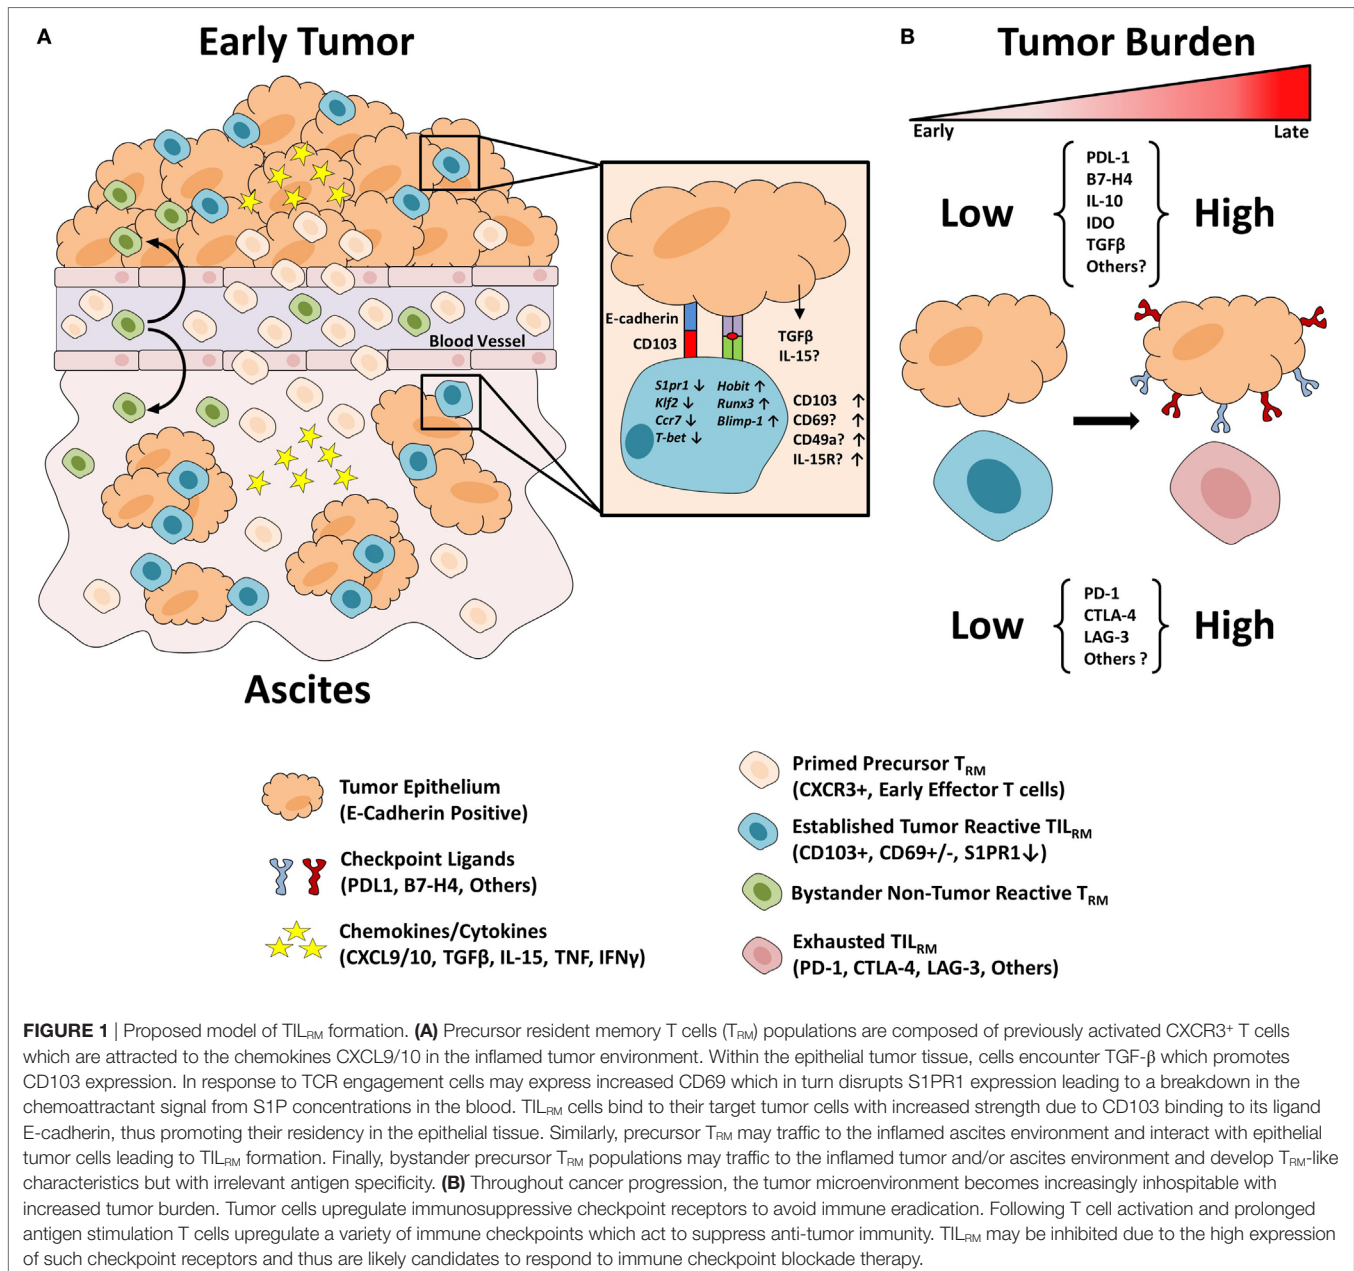 A
Early Tumor
Blood Vessel
Ascites
E-cadherin
CD103
TGFβ
IL-15?
S1pr1 ↓ Hobit ↑
Klf2 ↓ Runx3 ↑
Ccr7 ↓ Blimp-1 ↑
T-bet ↓
CD103 ↑
CD69? ↑
CD49a? ↑
IL-15R? ↑
B
Tumor Burden
Early
Late
Low
PDL-1
B7-H4
IL-10
IDO
TGFβ
Others?
High
Low
PD-1
CTLA-4
LAG-3
Others ?
High
Tumor Epithelium
(E-Cadherin Positive)
Checkpoint Ligands
(PDL1, B7-H4, Others)
Chemokines/Cytokines
(CXCL9/10, TGFβ, IL-15, TNF, IFNγ)
Primed Precursor TRM
(CXCR3+, Early Effector T cells)
Established Tumor Reactive TILRM
(CD103+, CD69+/-, S1PR1↓)
Bystander Non-Tumor Reactive TRM
Exhausted TILRM
(PD-1, CTLA-4, LAG-3, Others)
FIGURE 1 | Proposed model of TILRM formation. (A) Precursor resident memory T cells (TRM) populations are composed of previously activated CXCR3+ T cells
which are attracted to the chemokines CXCL9/10 in the inflamed tumor environment. Within the epithelial tumor tissue, cells encounter TGF-β which promotes
CD103 expression. In response to TCR engagement cells may express increased CD69 which in turn disrupts S1PR1 expression leading to a breakdown in the
chemoattractant signal from S1P concentrations in the blood. TILRM cells bind to their target tumor cells with increased strength due to CD103 binding to its ligand
E-cadherin, thus promoting their residency in the epithelial tissue. Similarly, precursor TRM may traffic to the inflamed ascites environment and interact with epithelial
tumor cells leading to TILRM formation. Finally, bystander precursor TRM populations may traffic to the inflamed tumor and/or ascites environment and develop TRM-like
characteristics but with irrelevant antigen specificity. (B) Throughout cancer progression, the tumor microenvironment becomes increasingly inhospitable with
increased tumor burden. Tumor cells upregulate immunosuppressive checkpoint receptors to avoid immune eradication. Following T cell activation and prolonged
antigen stimulation T cells upregulate a variety of immune checkpoints which act to suppress anti-tumor immunity. TILRM may be inhibited due to the high expression
of such checkpoint receptors and thus are likely candidates to respond to immune checkpoint blockade therapy.